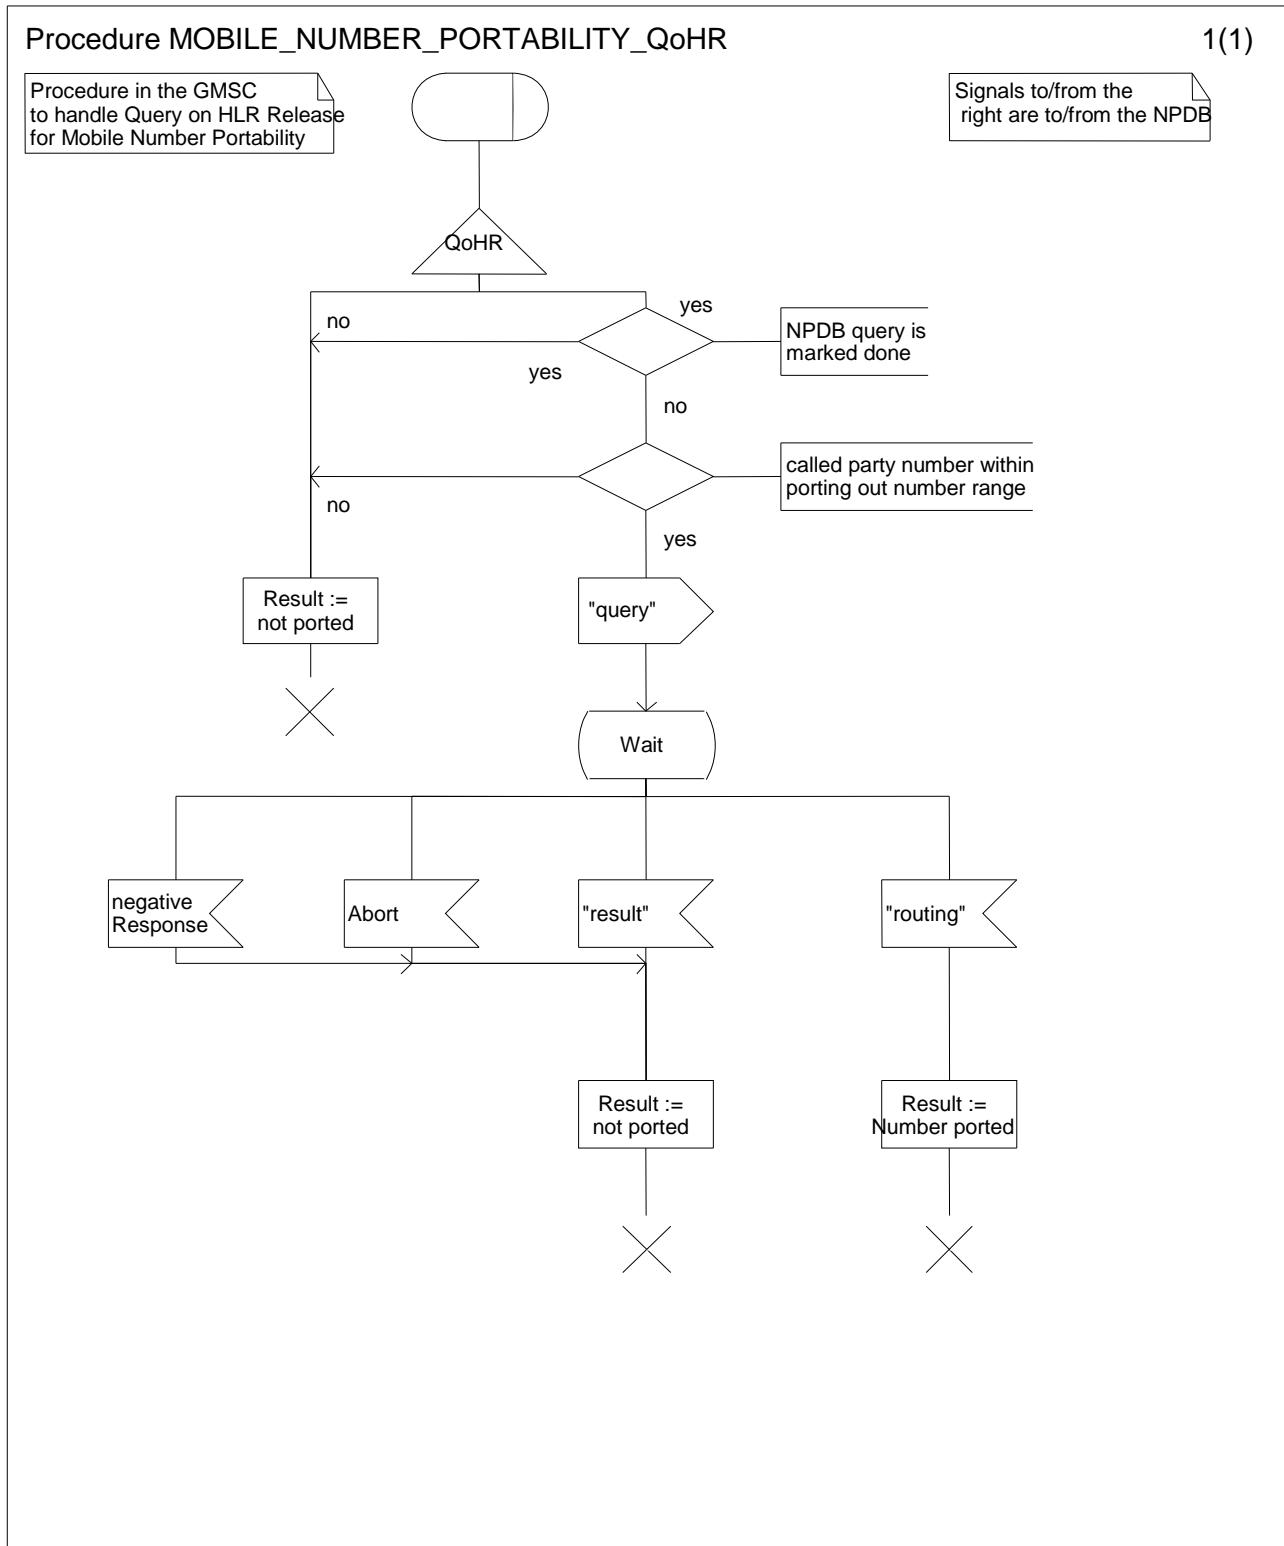 Procedure MOBILE_NUMBER_PORTABILITY_QoHR
1(1)
Procedure in the GMSC
to handle Query on HLR Release
for Mobile Number Portability
Signals to/from the
right are to/from the NPDB
QoHR
yes
no
NPDB query is
marked done
yes
no
called party number within
porting out number range
no
yes
Result :=
not ported
"query"
Wait
negative
Response
Abort
"result"
"routing"
Result :=
not ported
Result :=
Number ported